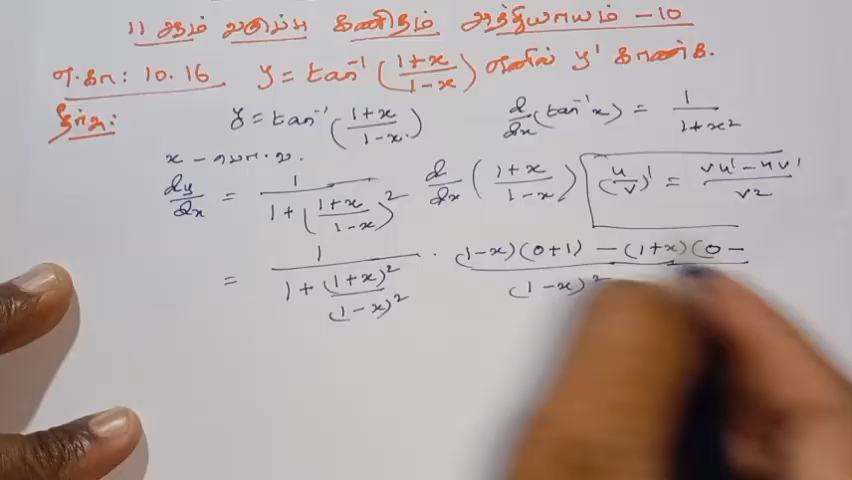 11 ஆம் வகுப்பு கணிதம் அத்தியாயம் - 10
எ.கா: 10.16 y = tan⁻¹ ( (1+x)/(1-x) ) எனில் y' காண்க.
தீர்வு: y = tan⁻¹ ( (1+x)/(1-x) ) d/dx (tan⁻¹x) = 1/(1+x²)
x -
dy/dx = 1/(1+((1+x)/(1-x))²) d/dx ( (1+x)/(1-x) ) (u/v)' = (vu' - uv')/v2
= 1/(1+(1+x)²/(1-x)²) . ((1-x)(0+1) - (1+x)(0-)/(1-x)²